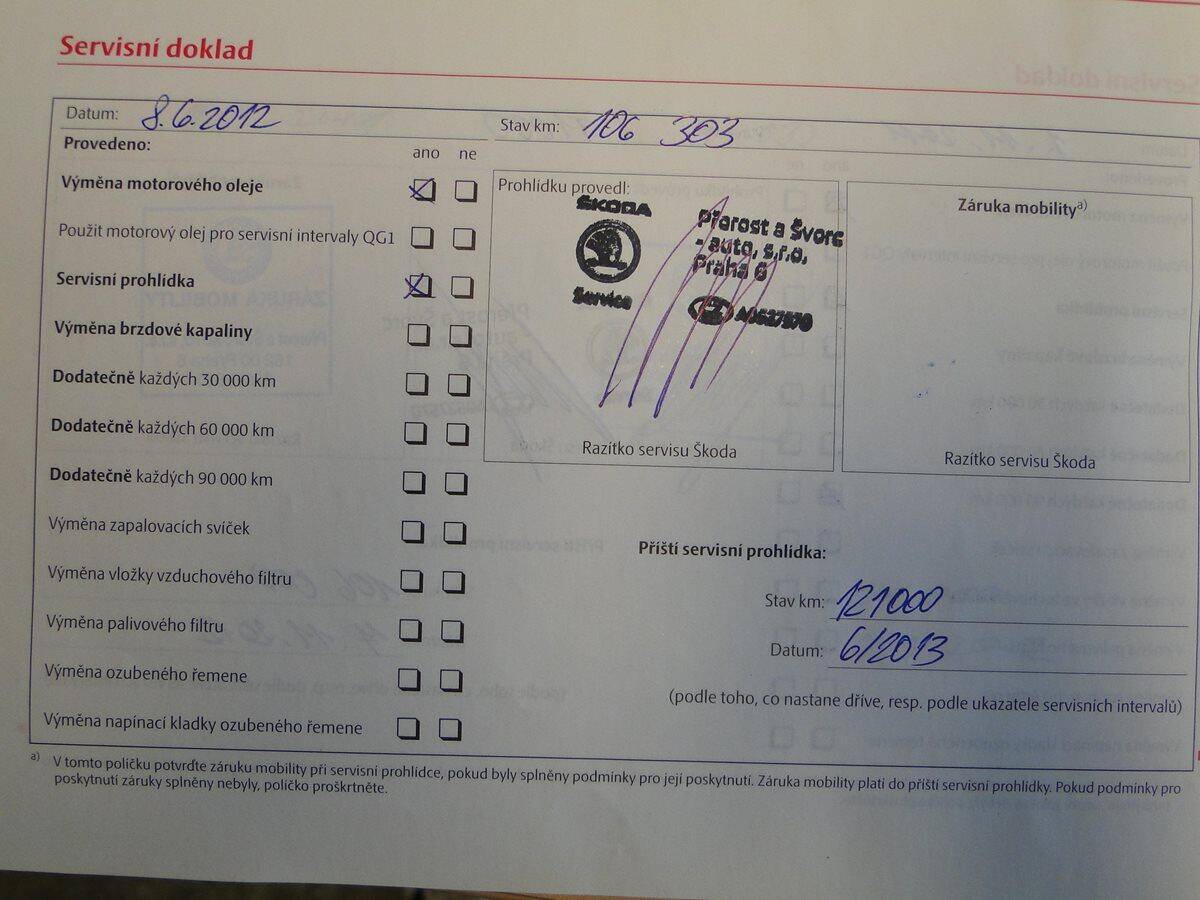 Servisní doklad
Datum: 8.6.2012
Stav km: 106 303
Provedeno:
ano ne
Výměna motorového oleje
Použit motorový olej pro servisní intervaly QG1
Servisní prohlídka
Výměna brzdové kapaliny
Dodatečně každých 30 000 km
Dodatečně každých 60 000 km
Dodatečně každých 90 000 km
Výměna zapalovacích svíček
Výměna vložky vzduchového filtru
Výměna palivového filtru
Výměna ozubeného řemene
Výměna napínací kladky ozubeného řemene
Prohlídku provedl:
ŠKODA
Service
Přarost a Švorc
- auto, s.r.o,
Praha 6
Razítko servisu Škoda
Záruka mobility a)
Razítko servisu Škoda
Příští servisní prohlídka:
Stav km: 121000
Datum: 6/2013
(podle toho, co nastane dříve, resp. podle ukazatele servisních intervalů)
a) V tomto políčku potvrďte záruku mobility při servisní prohlídce, pokud byly splněny podmínky pro její poskytnutí. Záruka mobility platí do příští servisní prohlídky. Pokud podmínky pro
poskytnutí záruky splněny nebyly, políčko proškrtněte.